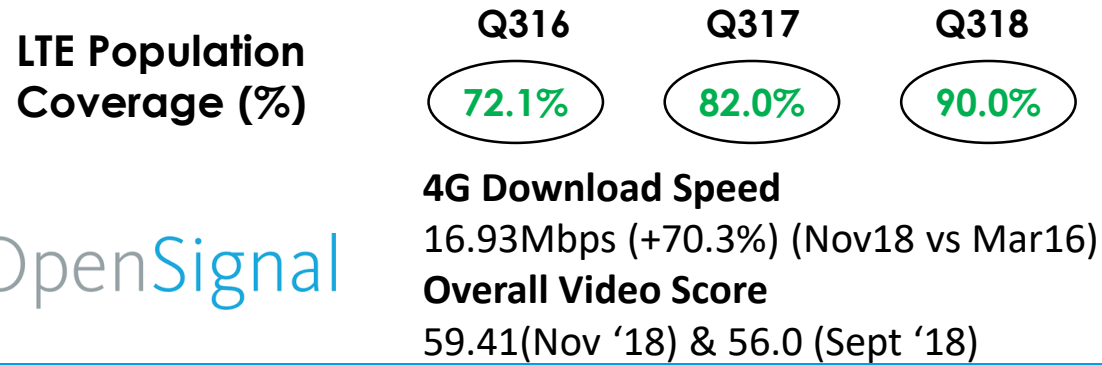 Q316 Q317 Q318
LTE Population
Coverage (%)
72.1% 82.0% 90.0%
4G Download Speed
16.93Mbps (+70.3%) (Nov18 vs Mar16)
OpenSignal
Overall Video Score
59.41(Nov ‘18) & 56.0 (Sept ‘18)